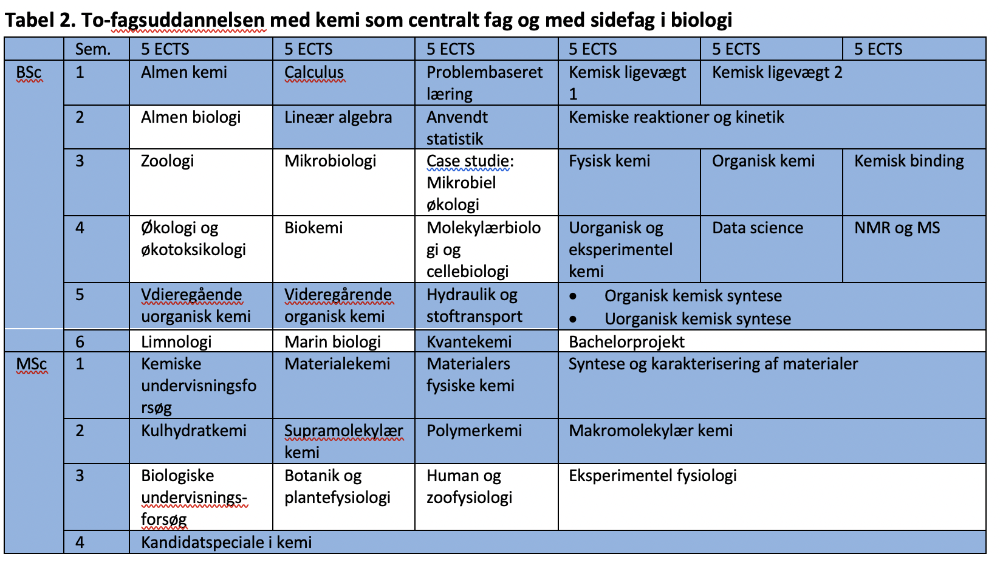 Tabel 2. To-fagsuddannelsen med kemi som centralt fag og med sidefag i biologi
Sem. 5 ECTS 5 ECTS 5 ECTS 5 ECTS 5 ECTS 5 ECTS
BSc 1 Almen kemi Calculus Problembaseret Kemisk ligevægt Kemisk ligevægt 2
læring 1
2 Almen biologi Lineær algebra Anvendt Kemiske reaktioner og kinetik
statistik
3 Zoologi Mikrobiologi Case studie: Fysisk kemi Organisk kemi Kemisk binding
Mikrobiel
økologi
4 Økologi og Biokemi Molekylærbiolo Uorganisk og Data science NMR og MS
økotoksikologi gi og eksperimentel
cellebiologi kemi
5 Vdieregående Videregårende Hydraulik og • Organisk kemisk syntese
uorganisk kemi organisk kemi stoftransport • Uorganisk kemisk syntese
6 Limnologi Marin biologi Kvantekemi Bachelorprojekt
MSc 1 Kemiske Materialekemi Materialers Syntese og karakterisering af materialer
undervisningsfo fysiske kemi
rsøg
2 Kulhydratkemi Supramolekylær Polymerkemi Makromolekylær kemi
kemi
3 Biologiske Botanik og Human og Eksperimentel fysiologi
undervisnings- plantefysiologi zoofysiologi
forsøg
4 Kandidatspeciale i kemi